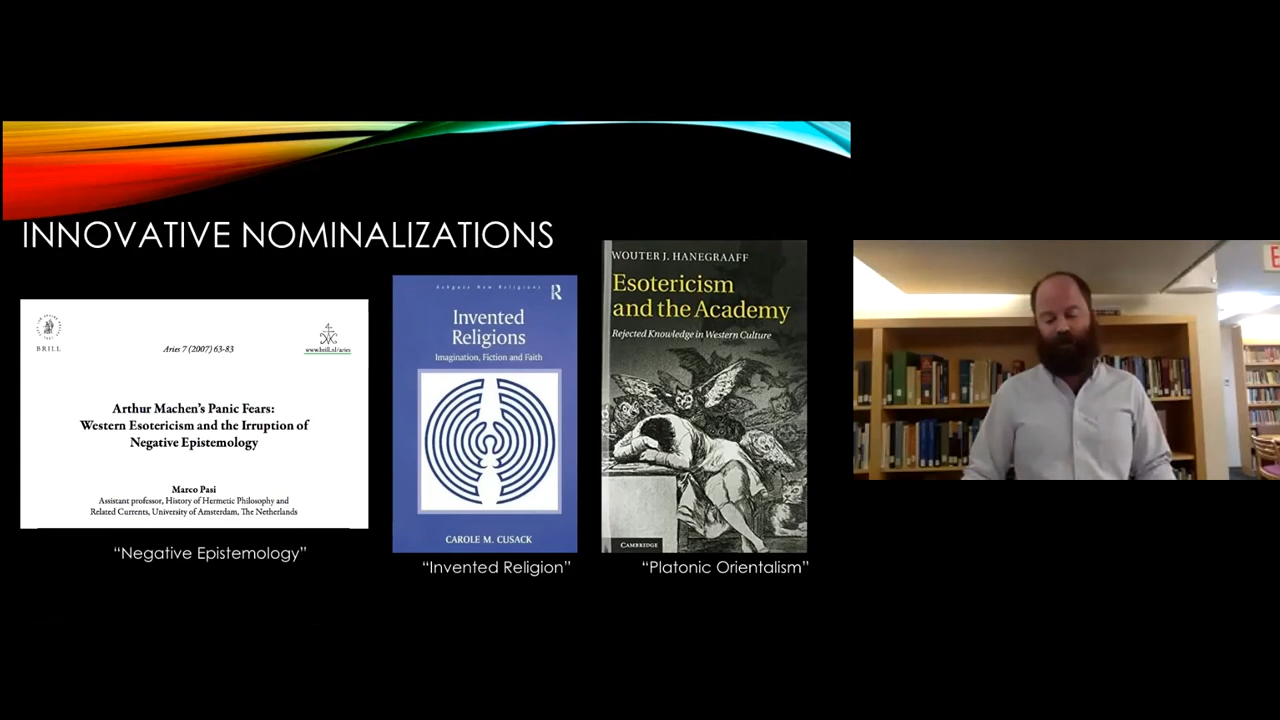 INNOVATIVE NOMINALIZATIONS
BRILL
Aries 7 (2007) 63-83
www.brill.nl/aries
Arthur Machen's Panic Fears:
Western Esotericism and the Irruption of
Negative Epistemology
Marco Pasi
Assistant professor, History of Hermetic Philosophy and
Related Currents, University of Amsterdam, The Netherlands
"Negative Epistemology"
Ashgate New Religions
R
Invented
Religions
Imagination, Fiction and Faith
CAROLE M. CUSACK
"Invented Religion"
WOUTER J. HANEGRAAFF
Esotericism
and the Academy
Rejected Knowledge in Western Culture
CAMBRIDGE
"Platonic Orientalism"
E